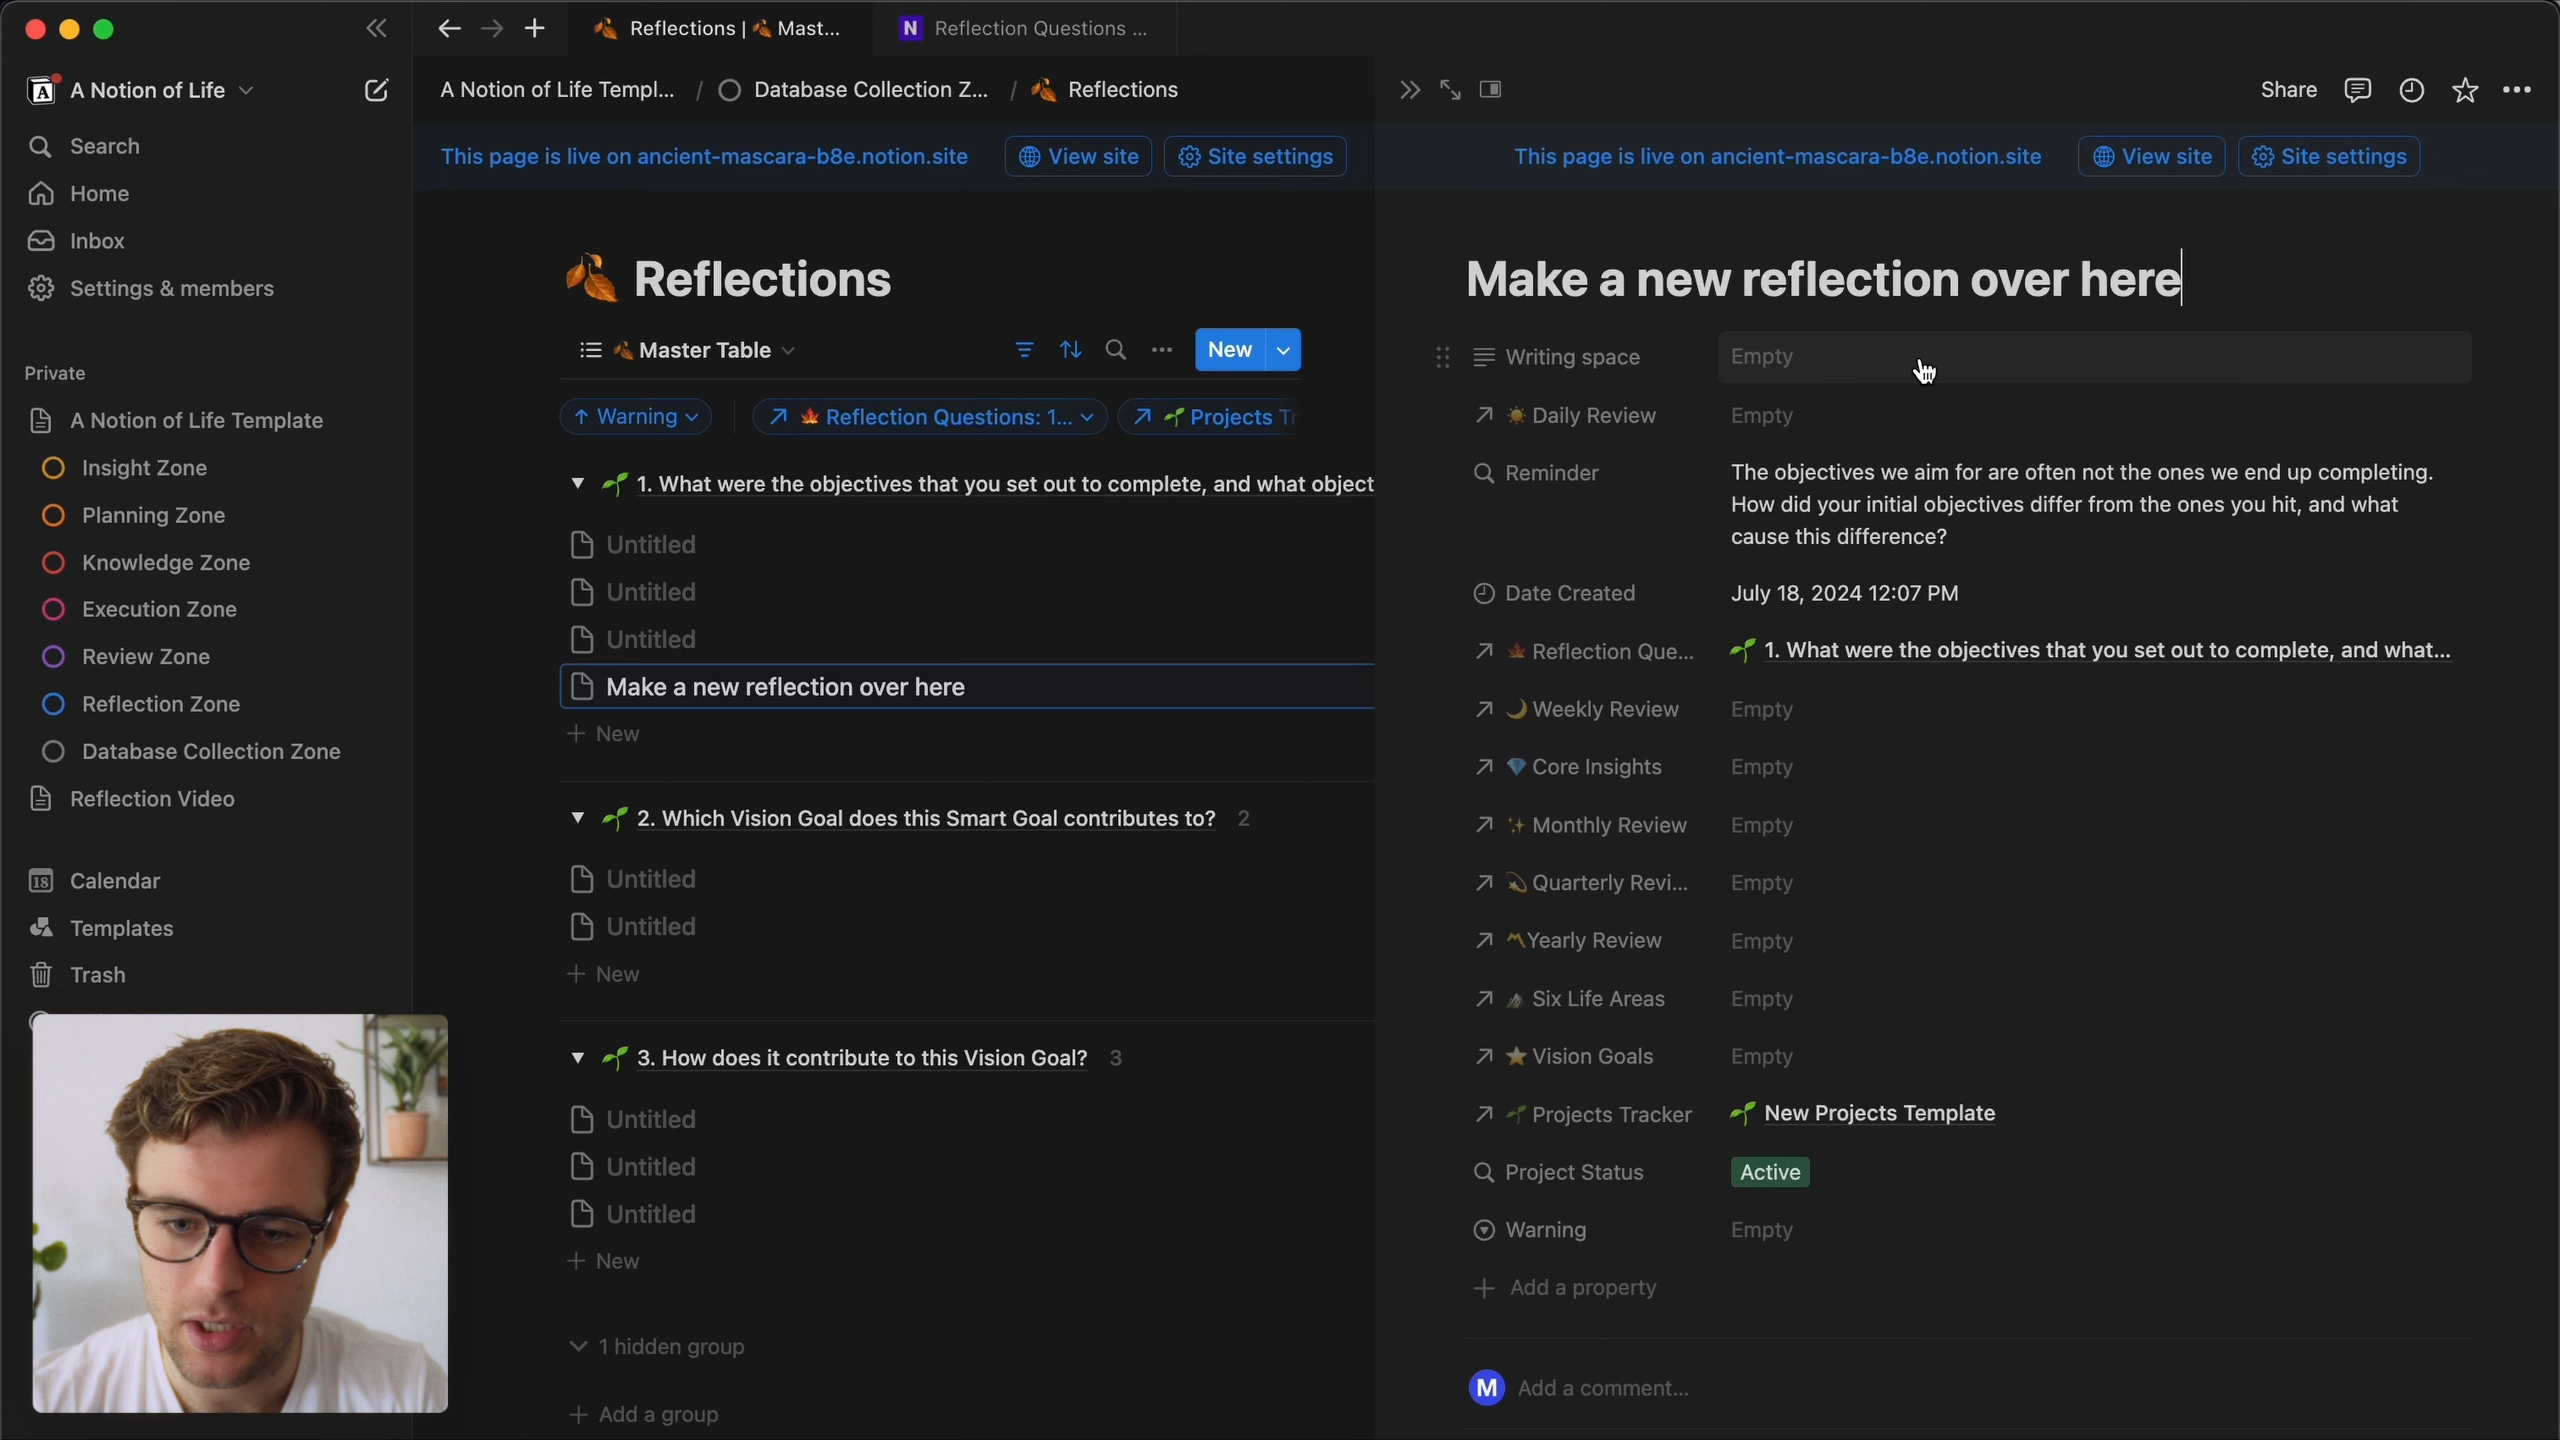 Reflections | Mast...
N Reflection Questions ...
A Notion of Life
A Notion of Life Templ... / Database Collection Z... / Reflections
Share
Search
Home
Inbox
Settings & members
Private
A Notion of Life Template
Insight Zone
Planning Zone
Knowledge Zone
Execution Zone
Review Zone
Reflection Zone
Database Collection Zone
Reflection Video
18 Calendar
Templates
Trash
This page is live on ancient-mascara-b8e.notion.site View site Site settings
Reflections
Master Table
New
Warning Reflection Questions: 1... Projects Tr
1. What were the objectives that you set out to complete, and what object
Untitled
Untitled
Untitled
Make a new reflection over here
+ New
2. Which Vision Goal does this Smart Goal contributes to? 2
Untitled
Untitled
+ New
3. How does it contribute to this Vision Goal? 3
Untitled
Untitled
Untitled
+ New
1 hidden group
+ Add a group
This page is live on ancient-mascara-b8e.notion.site View site Site settings
Make a new reflection over here
Writing space Empty
Daily Review Empty
Reminder The objectives we aim for are often not the ones we end up completing.
How did your initial objectives differ from the ones you hit, and what
cause this difference?
Date Created July 18, 2024 12:07 PM
Reflection Que... 1. What were the objectives that you set out to complete, and what...
Weekly Review Empty
Core Insights Empty
Monthly Review Empty
Quarterly Revi... Empty
Yearly Review Empty
Six Life Areas Empty
Vision Goals Empty
Projects Tracker New Projects Template
Project Status Active
Warning Empty
+ Add a property
M Add a comment...